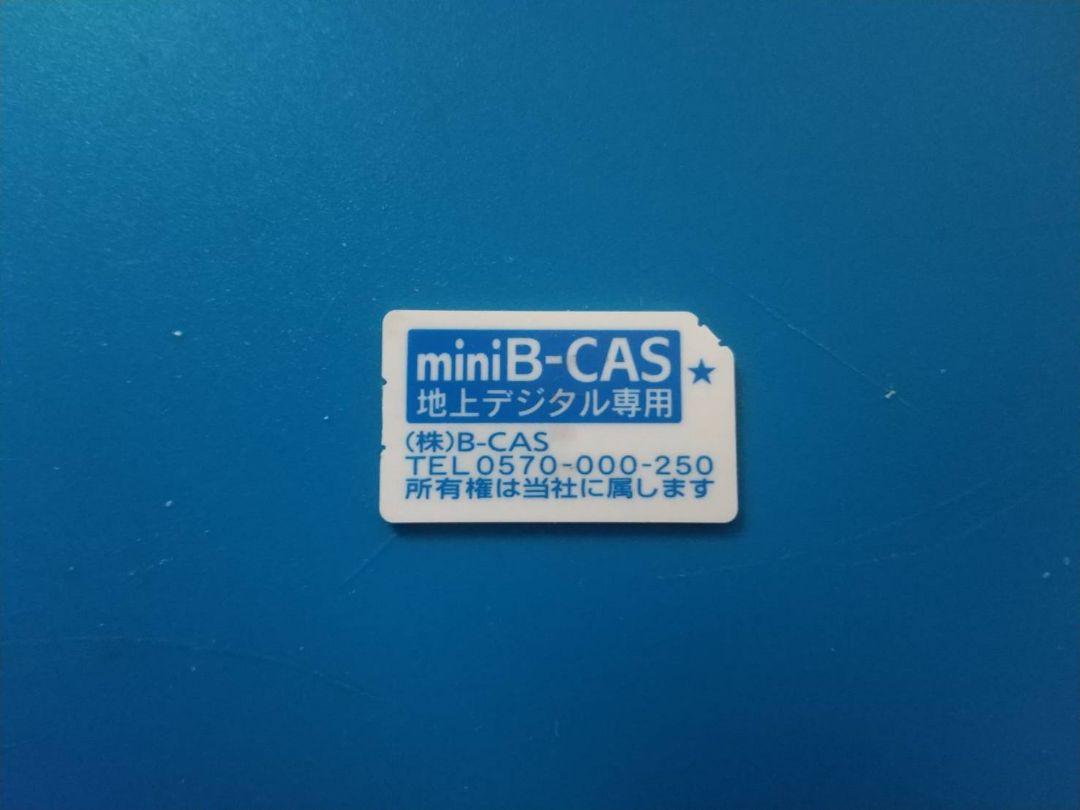 miniB-CAS
地上デジタル専用
★
(株)B-CAS
TEL 0570-000-250
所有権は当社に属します